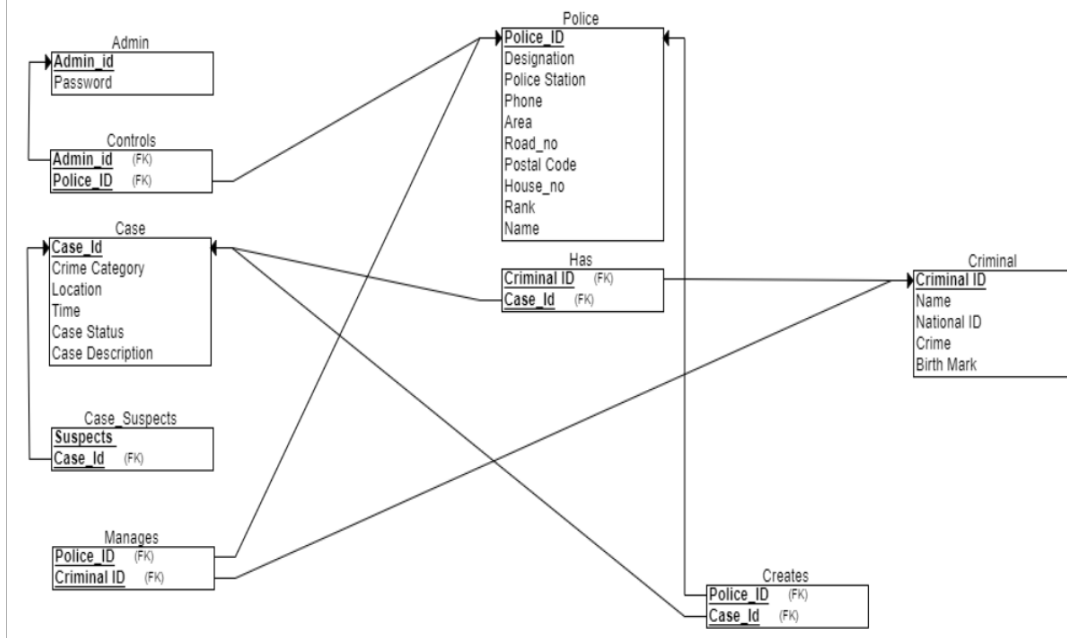 Admin
Admin_id
Password
Controls
Admin_id (FK)
Police_ID (FK)
Case
Case_Id
Crime Category
Location
Time
Case Status
Case Description
Case_Suspects
Suspects
Case_Id (FK)
Manages
Police_ID (FK)
Criminal ID (FK)
Police
Police_ID
Designation
Police Station
Phone
Area
Road_no
Postal Code
House_no
Rank
Name
Has
Criminal ID (FK)
Case_Id (FK)
Creates
Police_ID (FK)
Case_Id (FK)
Criminal
Criminal ID
Name
National ID
Crime
Birth Mark